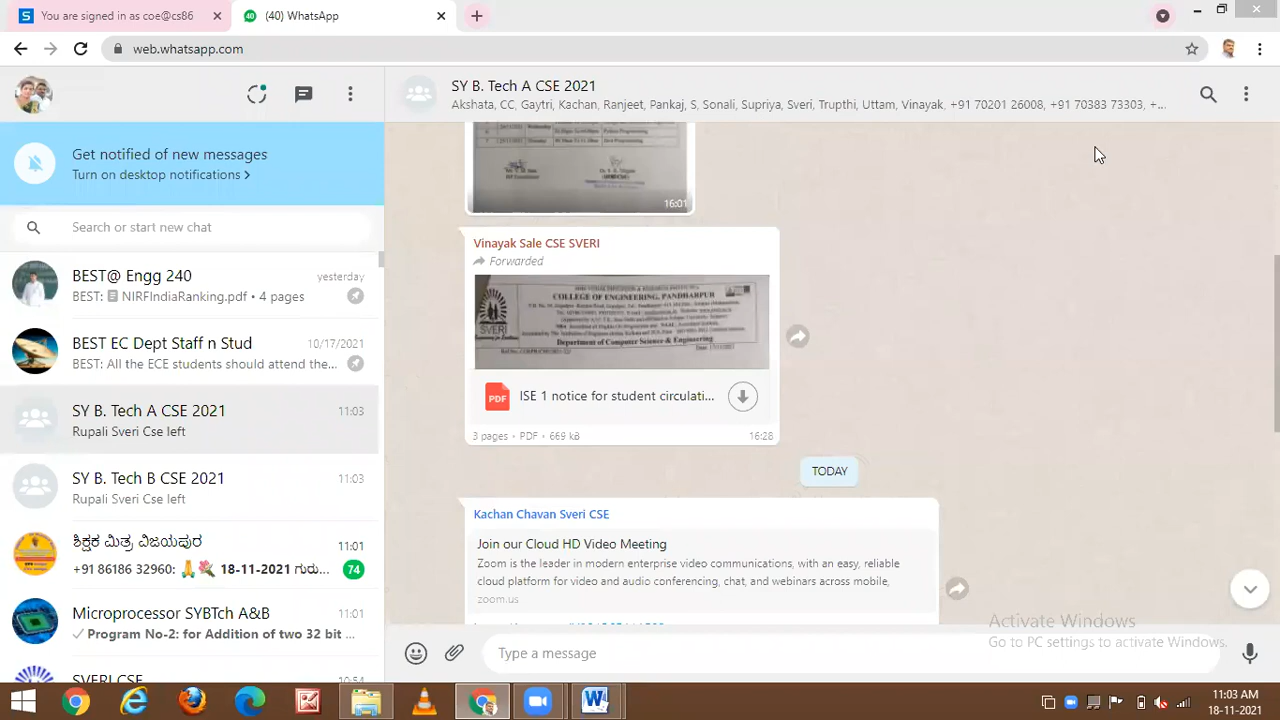 You are signed in as coe@cs86
(40) WhatsApp
web.whatsapp.com
SY B. Tech A CSE 2021
Akshata, CC, Gaytri, Kachan, Ranjeet, Pankaj, S, Sonali, Supriya, Sveri, Trupthi, Uttam, Vinayak, +91 70201 26008, +91 70383 73303, +...
Get notified of new messages
Turn on desktop notifications >
Search or start new chat
BEST@ Engg 240
yesterday
BEST: NIRFIndiaRanking.pdf • 4 pages
BEST EC Dept Staff n Stud
10/17/2021
BEST: All the ECE students should attend the...
SY B. Tech A CSE 2021
11:03
Rupali Sveri Cse left
SY B. Tech B CSE 2021
11:03
Rupali Sveri Cse left
ಶಿಕ್ಷಕ ಮಿತ್ರ ವಿಜಯಪುರ
11:01
+91 86186 32960: 🙏🌹 18-11-2021 ಗುರು...
74
Microprocessor SYBTch A&B
11:01
Program No-2: for Addition of two 32 bit ...
SVERI CSE
10:54
Wednesday
Python Programming
Thursday
16:01
Vinayak Sale CSE SVERI
Forwarded
COLLEGE OF ENGINEERING, PANDHARPUR
SVERI
Department of Computer Science & Engineering
PDF
ISE 1 notice for student circulati...
3 pages • PDF • 669 kB
16:28
TODAY
Kachan Chavan Sveri CSE
Join our Cloud HD Video Meeting
Zoom is the leader in modern enterprise video communications, with an easy, reliable
cloud platform for video and audio conferencing, chat, and webinars across mobile,
zoom.us
Activate Windows
Go to PC settings to activate Windows.
Type a message
11:03 AM
18-11-2021